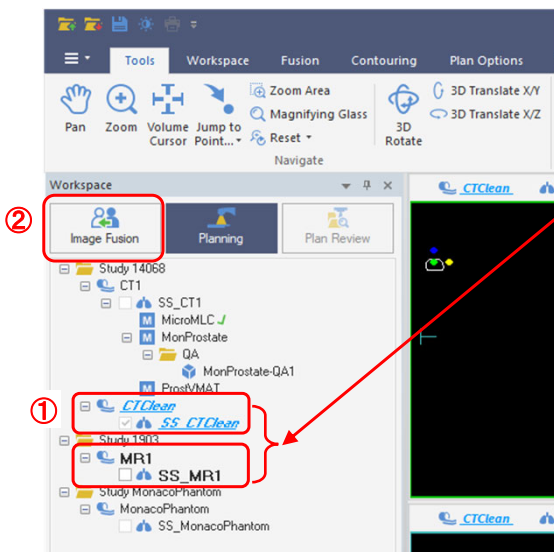 Tools Workspace Fusion Contouring Plan Options
Pan Zoom Volume Cursor Jump to Point...
Zoom Area
Magnifying Glass
Reset
3D Rotate
3D Translate X/Y
3D Translate X/Z
Navigate
Workspace
CTClean
② Image Fusion Planning Plan Review
Study 14068
CT1
SS_CT1
M MicroMLC
M MonProstate
QA
MonProstate-QA1
M ProstVMAT
① CTClean
SS_CTClean
Study 1903
MR1
SS_MR1
Study MonacoPhantom
MonacoPhantom
SS_MonacoPhantom
CTClean